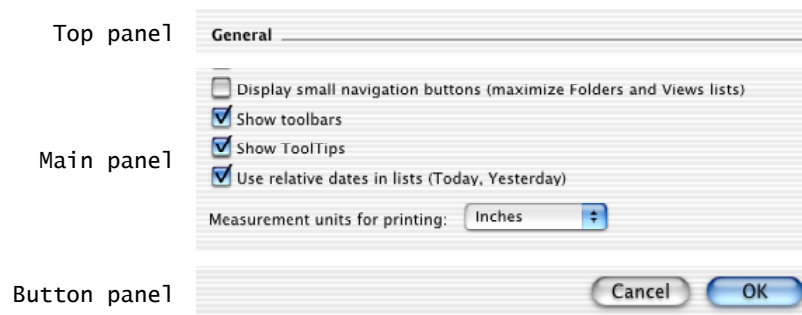 Top panel General
Display small navigation buttons (maximize Folders and Views lists)
Show toolbars
Show ToolTips
Main panel
Use relative dates in lists (Today, Yesterday)
Measurement units for printing: Inches
Button panel Cancel OK